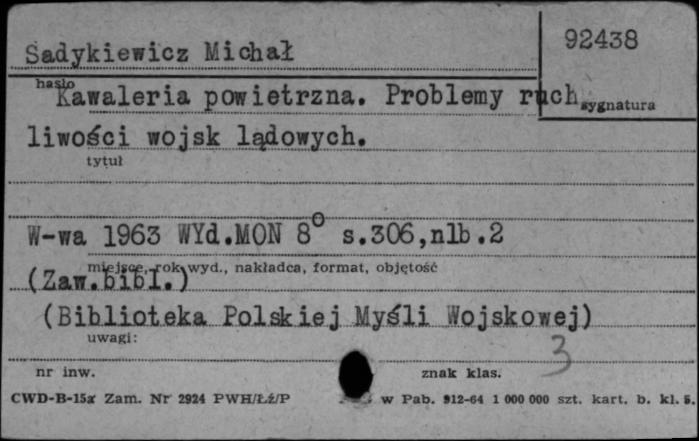 92438
Sadykiewicz Michał
hasło
Kawaleria powietrzna. Problemy ruch
sygnatura
liwości wojsk lądowych.
tytuł
W-wa 1963 WYd.MON 8° s.306,nlb.2
miejsce, rok wyd., nakładca, format, objętość
(Zaw.bibl.)
(Biblioteka Polskiej Myśli Wojskowej)
uwagi:
3
nr inw.
znak klas.
CWD-B-15a Zam. Nr 2924 PWH/Łź/P w Pab. 912-64 1 000 000 szt. kart. b. kl. 5.